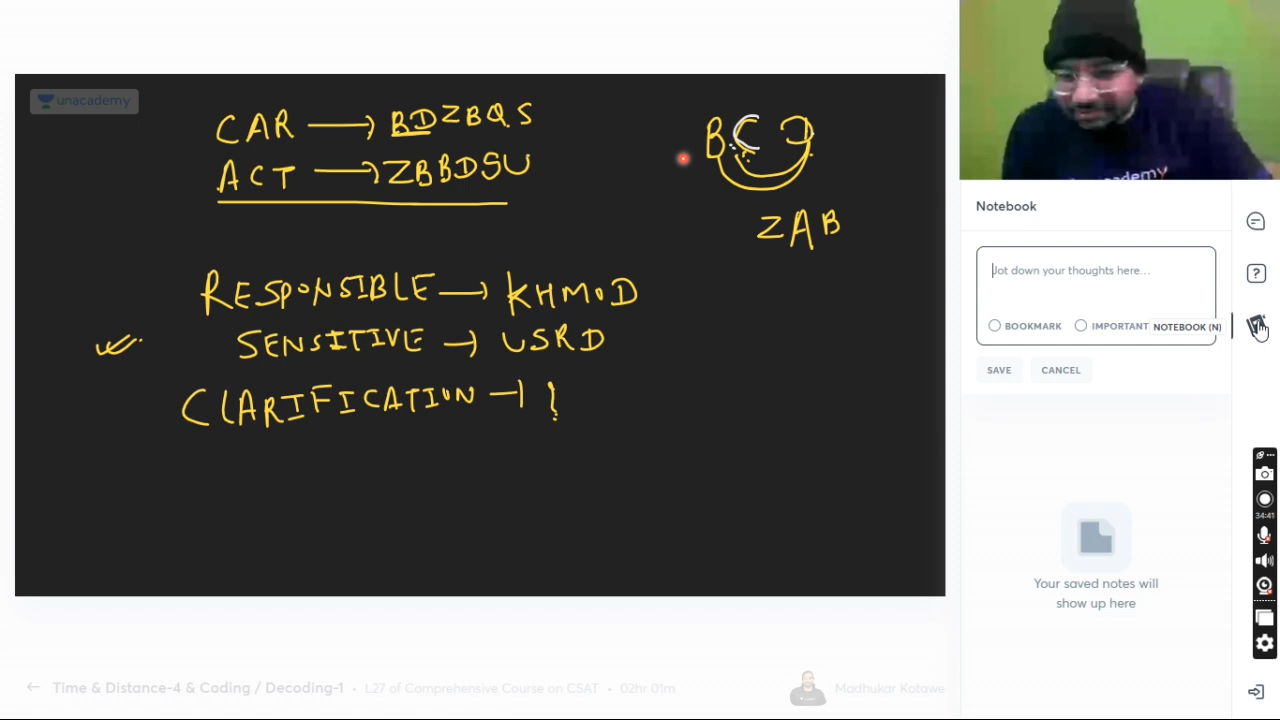 unacademy
CAR → BDZBQS
ACT → ZBBDSU
B C D
ZAB
RESPONSIBLE → KHMOD
SENSITIVE → USRD
CLARIFICATION → ?
Notebook
Jot down your thoughts here...
BOOKMARK
IMPORTANT
NOTEBOOK (N)
SAVE
CANCEL
34:41
Your saved notes will
show up here
Time & Distance-4 & Coding / Decoding-1 • L27 of Comprehensive Course on CSAT • 02hr 01m
Madhukar Kotawe